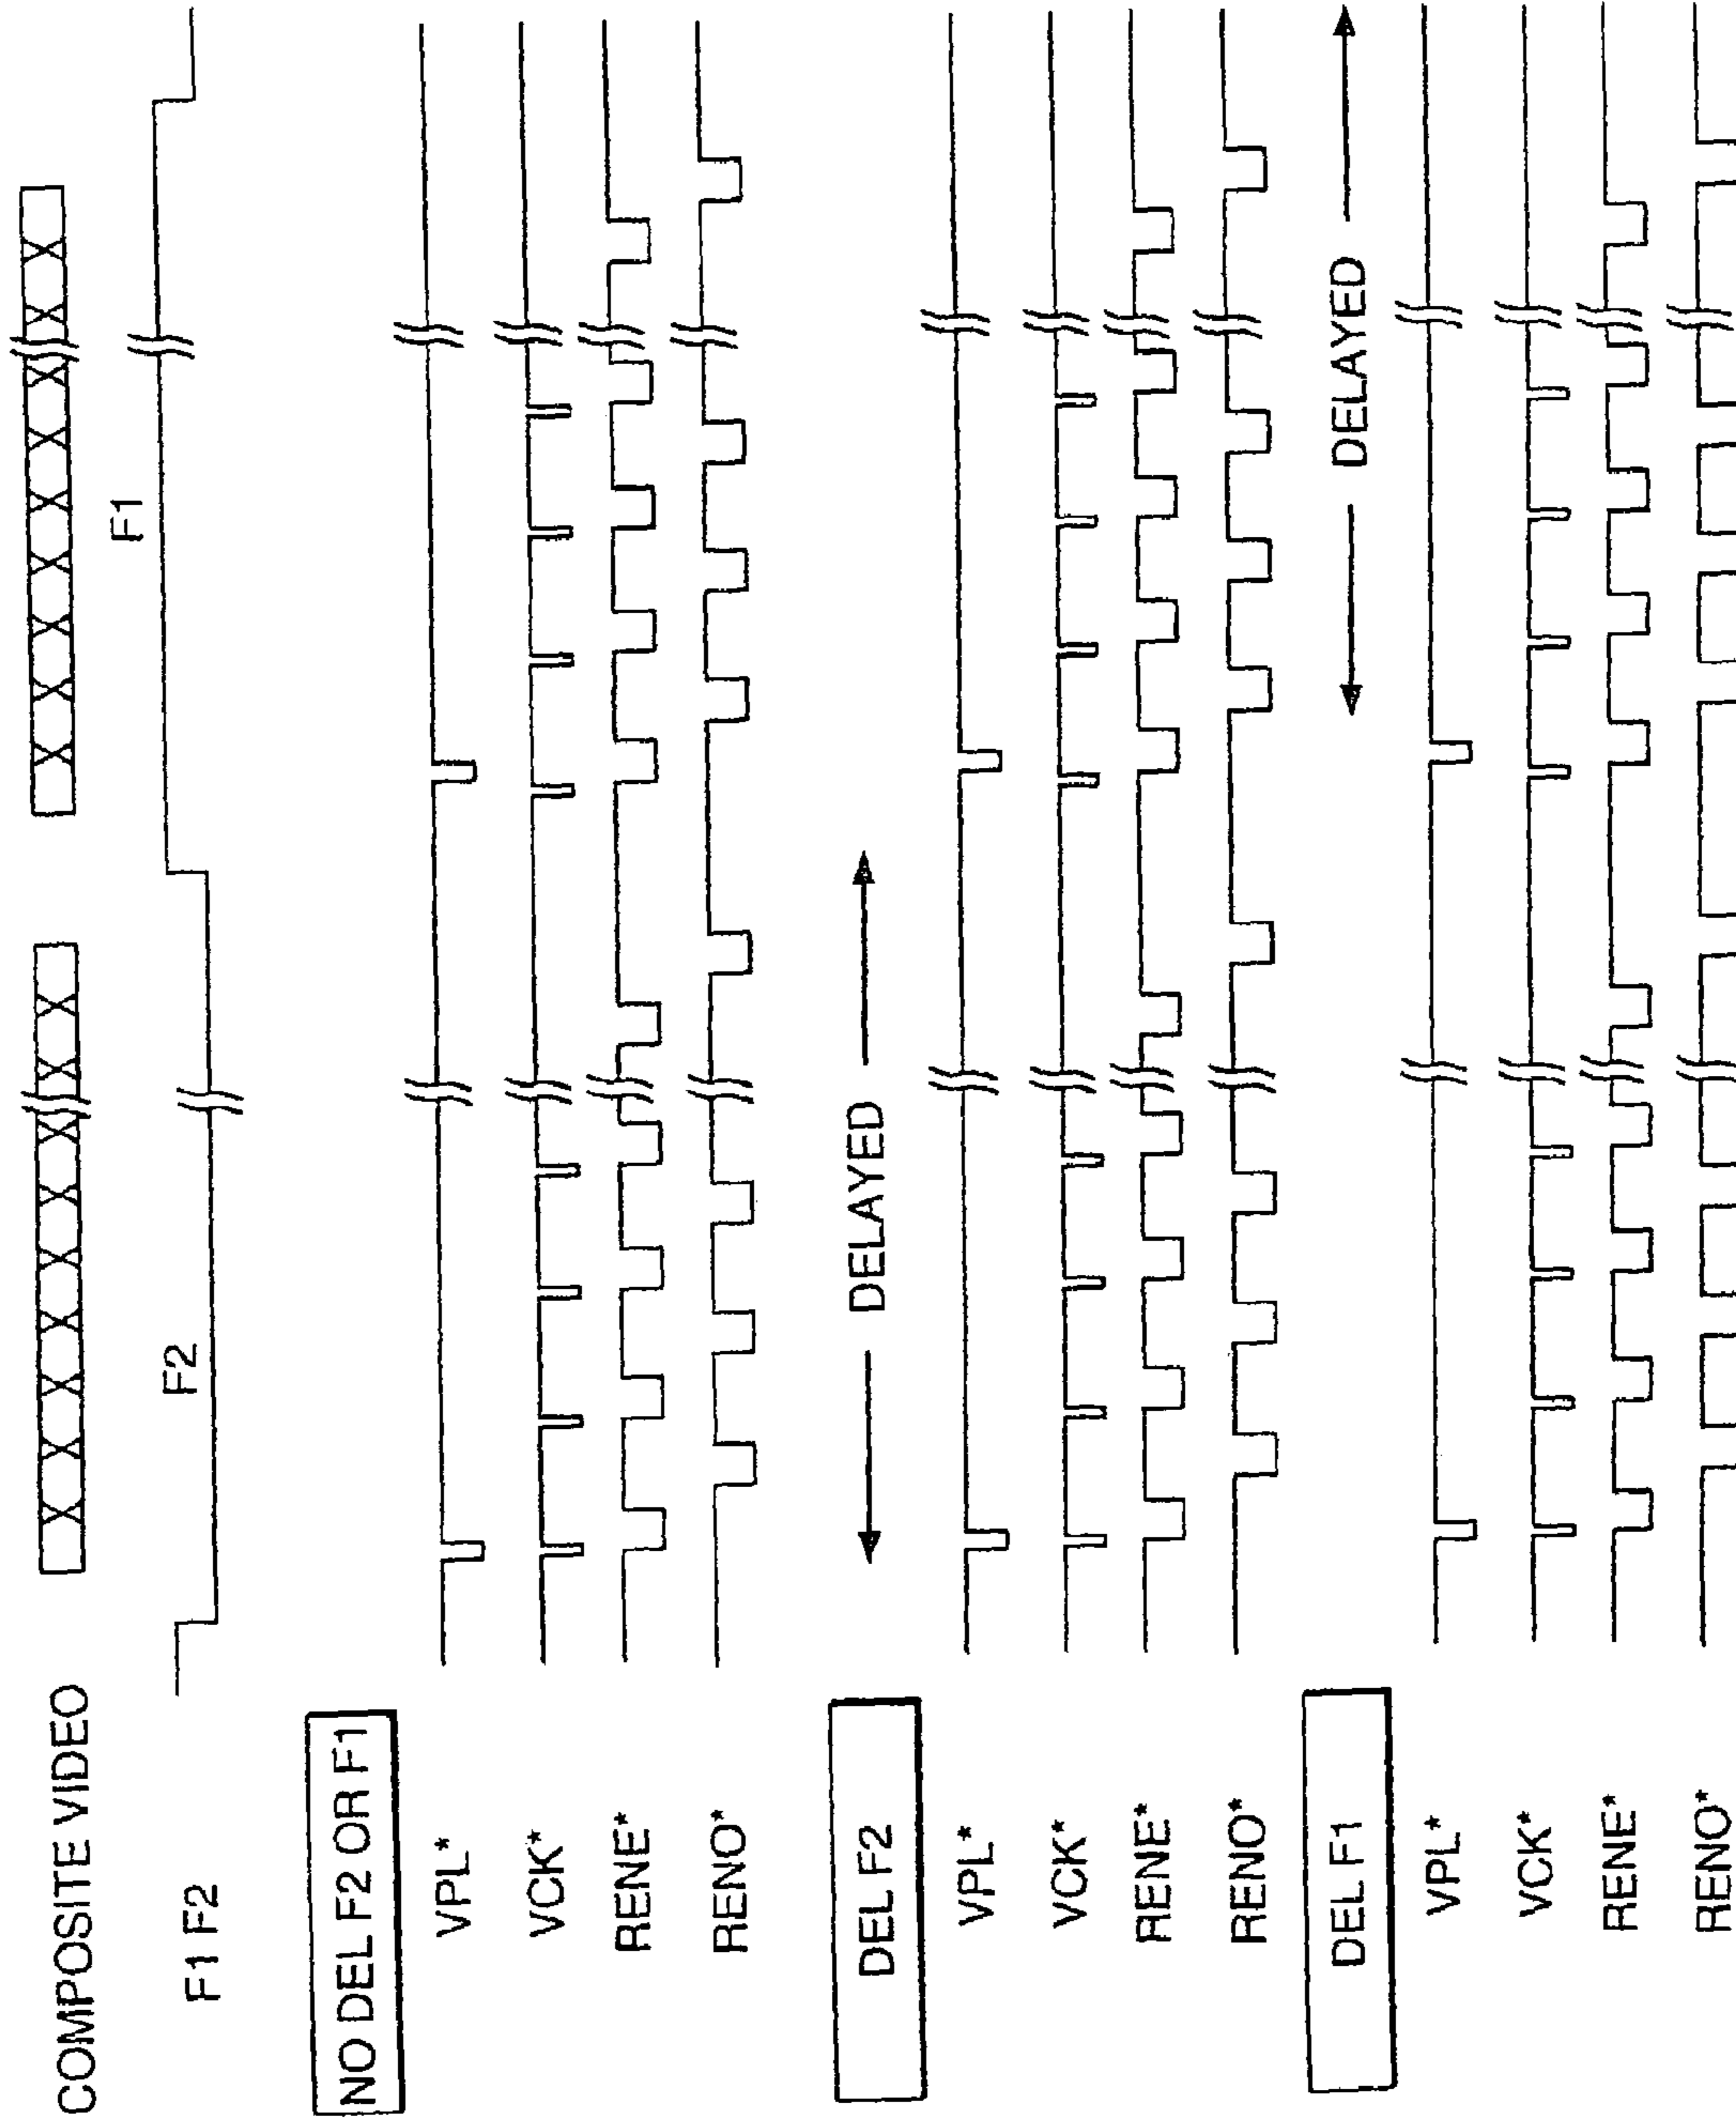 COMPOSITE VIDEO
F1 F2
F2
F1
NO DEL F2 OR F1
VPL*
VCK*
RENE*
RENO*
DELAYED
DEL F2
VPL*
VCK*
RENE*
RENO*
DELAYED
DEL F1
VPL*
VCK*
RENE*
RENO*